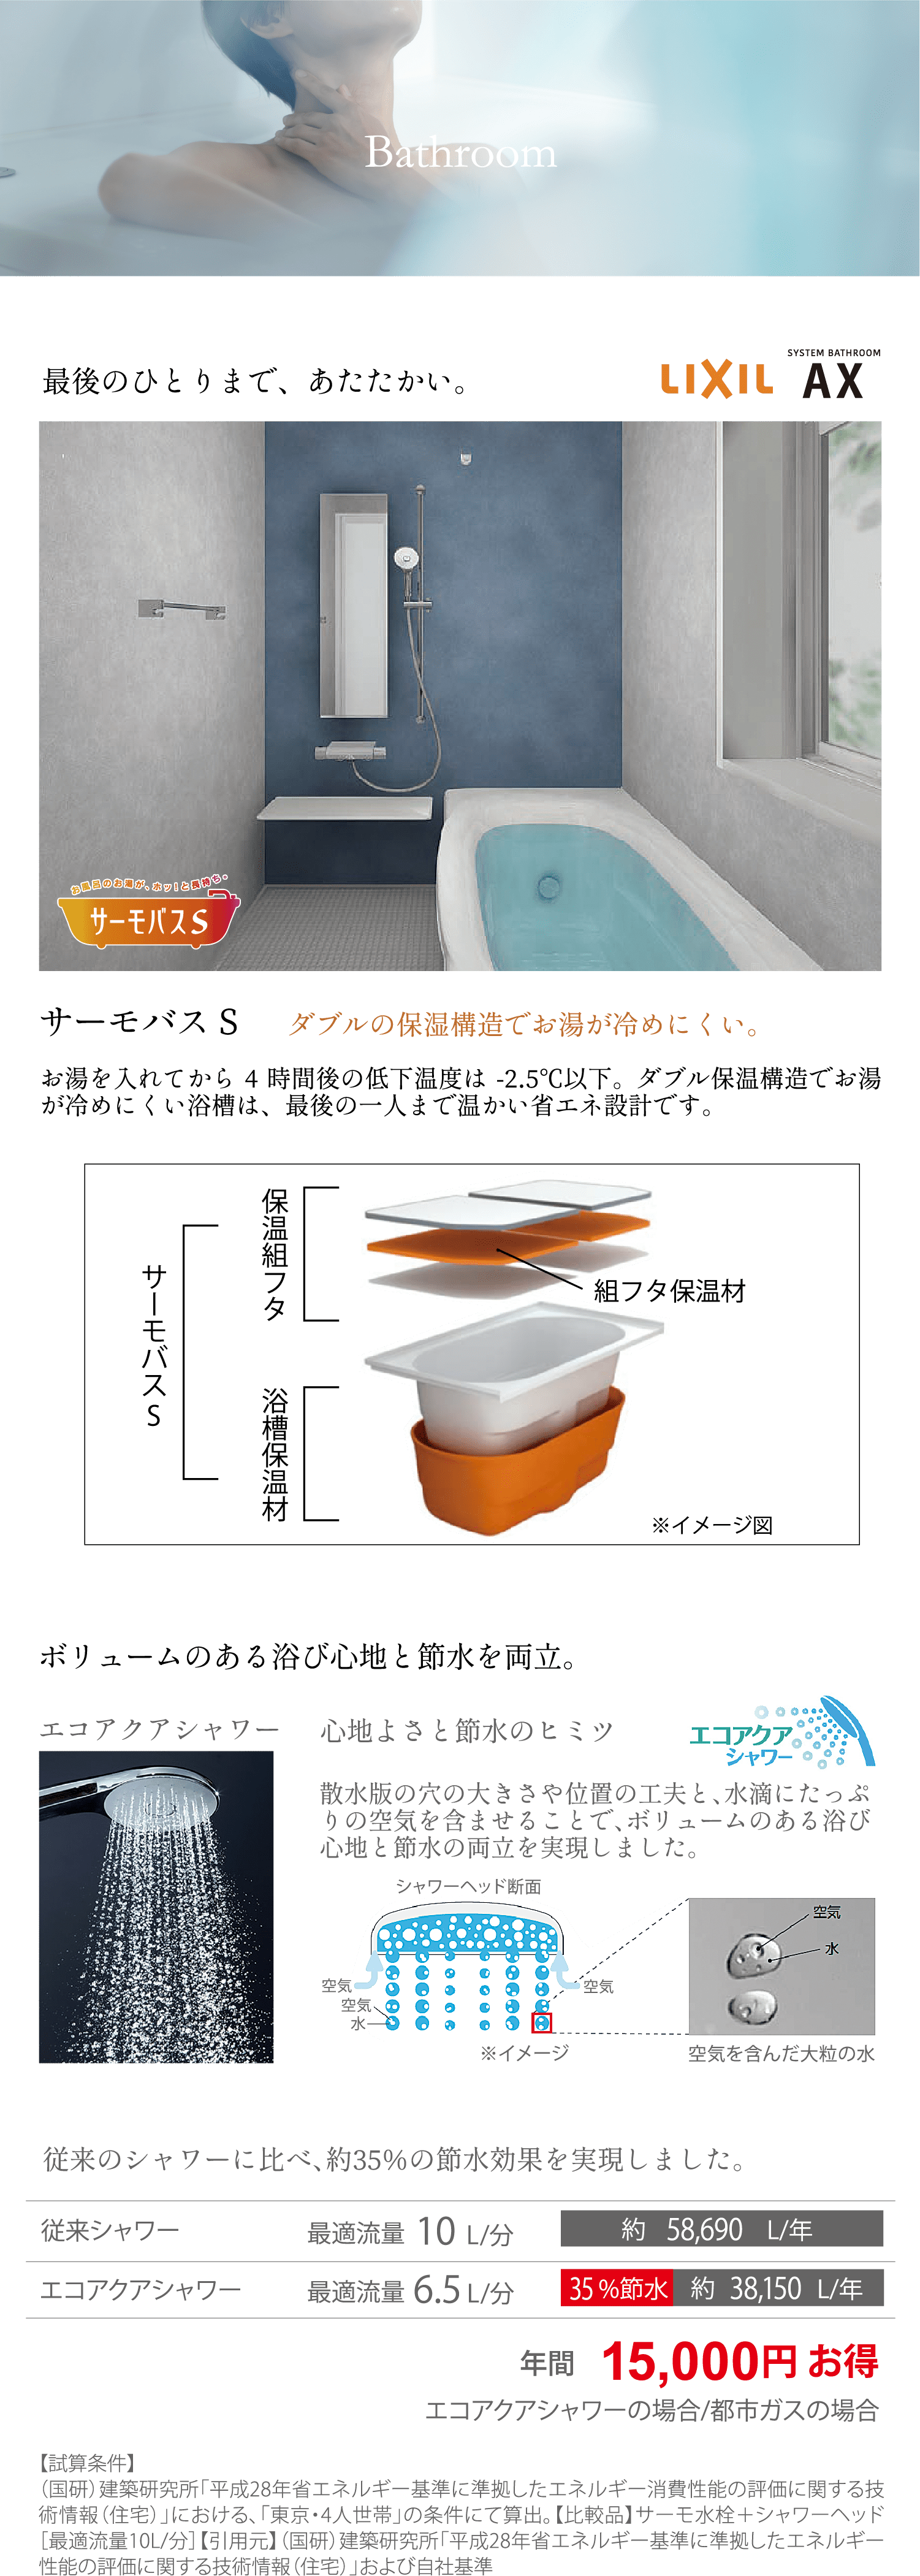 Bathroom
最後のひとりまで、あたたかい。
LIXIL
SYSTEM BATHROOM
AX
お風呂のお湯が、ホッ!と長持ち。
サーモバスS
サーモバス S
ダブルの保湿構造でお湯が冷めにくい。
お湯を入れてから 4 時間後の低下温度は -2.5℃以下。ダブル保温構造でお湯
が冷めにくい浴槽は、最後の一人まで温かい省エネ設計です。
サーモバスS
保温組フタ
組フタ保温材
浴槽保温材
※イメージ図
ボリュームのある浴び心地と節水を両立。
エコアクアシャワー
心地よさと節水のヒミツ
エコアクア
シャワー
散水版の穴の大きさや位置の工夫と、水滴にたっぷ
りの空気を含ませることで、ボリュームのある浴び
心地と節水の両立を実現しました。
シャワーヘッド断面
空気
空気
空気
水
※イメージ
空気
水
空気を含んだ大粒の水
従来のシャワーに比べ、約35%の節水効果を実現しました。
従来シャワー 最適流量 10 L/分 約 58,690 L/年
エコアクアシャワー 最適流量 6.5 L/分 35%節水 約 38,150 L/年
年間 15,000円 お得
エコアクアシャワーの場合/都市ガスの場合
【試算条件】
（国研）建築研究所「平成28年省エネルギー基準に準拠したエネルギー消費性能の評価に関する技
術情報（住宅）」における、「東京・4人世帯」の条件にて算出。【比較品】サーモ水栓＋シャワーヘッド
［最適流量10L/分］【引用元】（国研）建築研究所「平成28年省エネルギー基準に準拠したエネルギー
性能の評価に関する技術情報（住宅）」および自社基準